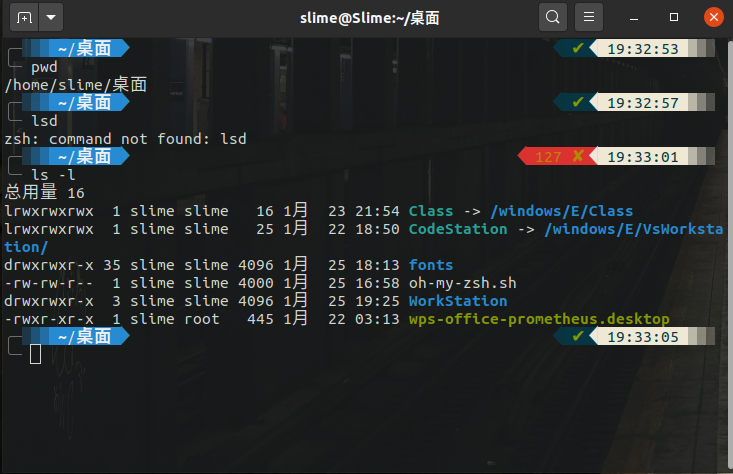 slime@Slime:~/桌面
~/桌面 ✔ 19:32:53
pwd
/home/slime/桌面
~/桌面 ✔ 19:32:57
lsd
zsh: command not found: lsd
~/桌面 127 ✘ 19:33:01
ls -l
总用量 16
lrwxrwxrwx  1 slime slime   16 1月  23 21:54 Class -> /windows/E/Class
lrwxrwxrwx  1 slime slime   25 1月  22 18:50 CodeStation -> /windows/E/VsWorksta
tion/
drwxrwxr-x 35 slime slime 4096 1月  25 18:13 fonts
-rw-rw-r--  1 slime slime 4000 1月  25 16:58 oh-my-zsh.sh
drwxrwxr-x  3 slime slime 4096 1月  25 19:25 WorkStation
-rwxr-xr-x  1 slime root   445 1月  22 03:13 wps-office-prometheus.desktop
~/桌面 ✔ 19:33:05